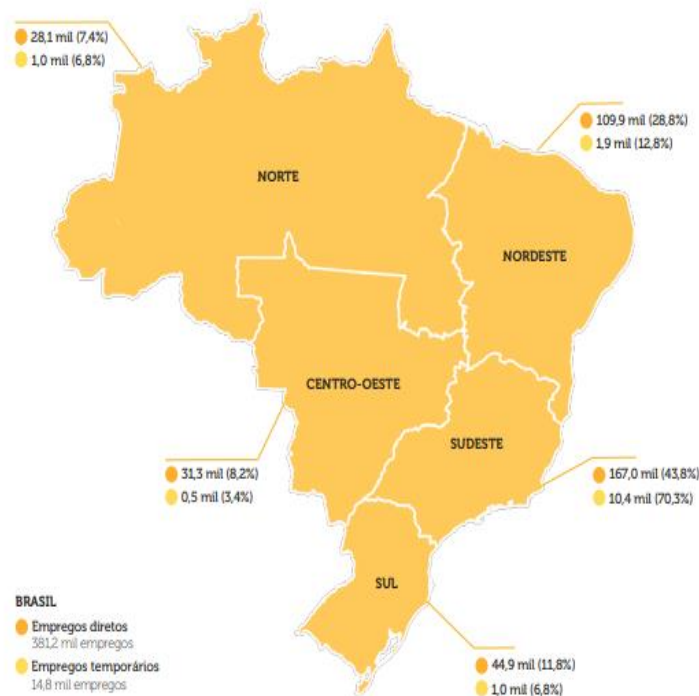 28,1 mil (7,4%)
1,0 mil (6,8%)
109,9 mil (28,8%)
1,9 mil (12,8%)
NORTE
NORDESTE
CENTRO-OESTE
SUDESTE
31,3 mil (8,2%)
0,5 mil (3,4%)
167,0 mil (43,8%)
10,4 mil (70,3%)
SUL
BRASIL
Empregos diretos
381,2 mil empregos
Empregos temporários
14,8 mil empregos
44,9 mil (11,8%)
1,0 mil (6,8%)